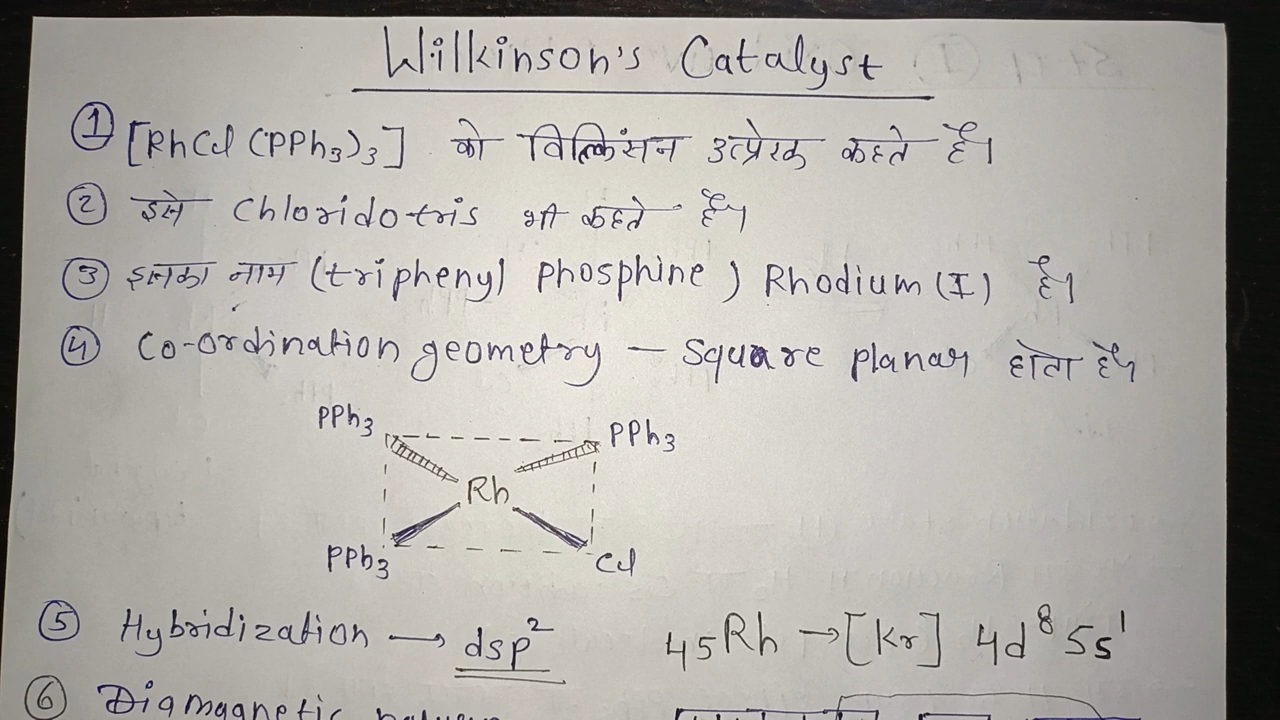 Wilkinson's Catalyst
① [RhCl (PPh3)3] को विल्किंसन उत्प्रेरक कहते हैं।
② इसे Chloridotris भी कहते हैं।
③ इसका नाम (triphenyl phosphine) Rhodium (I) है।
④ Co-ordination geometry — Square planar होता है।
PPh3 PPh3
Rh
PPh3 Cl
⑤ Hybridization → dsp² 45Rh → [Kr] 4d⁸ 5s¹
⑥ Diamagnetic nature